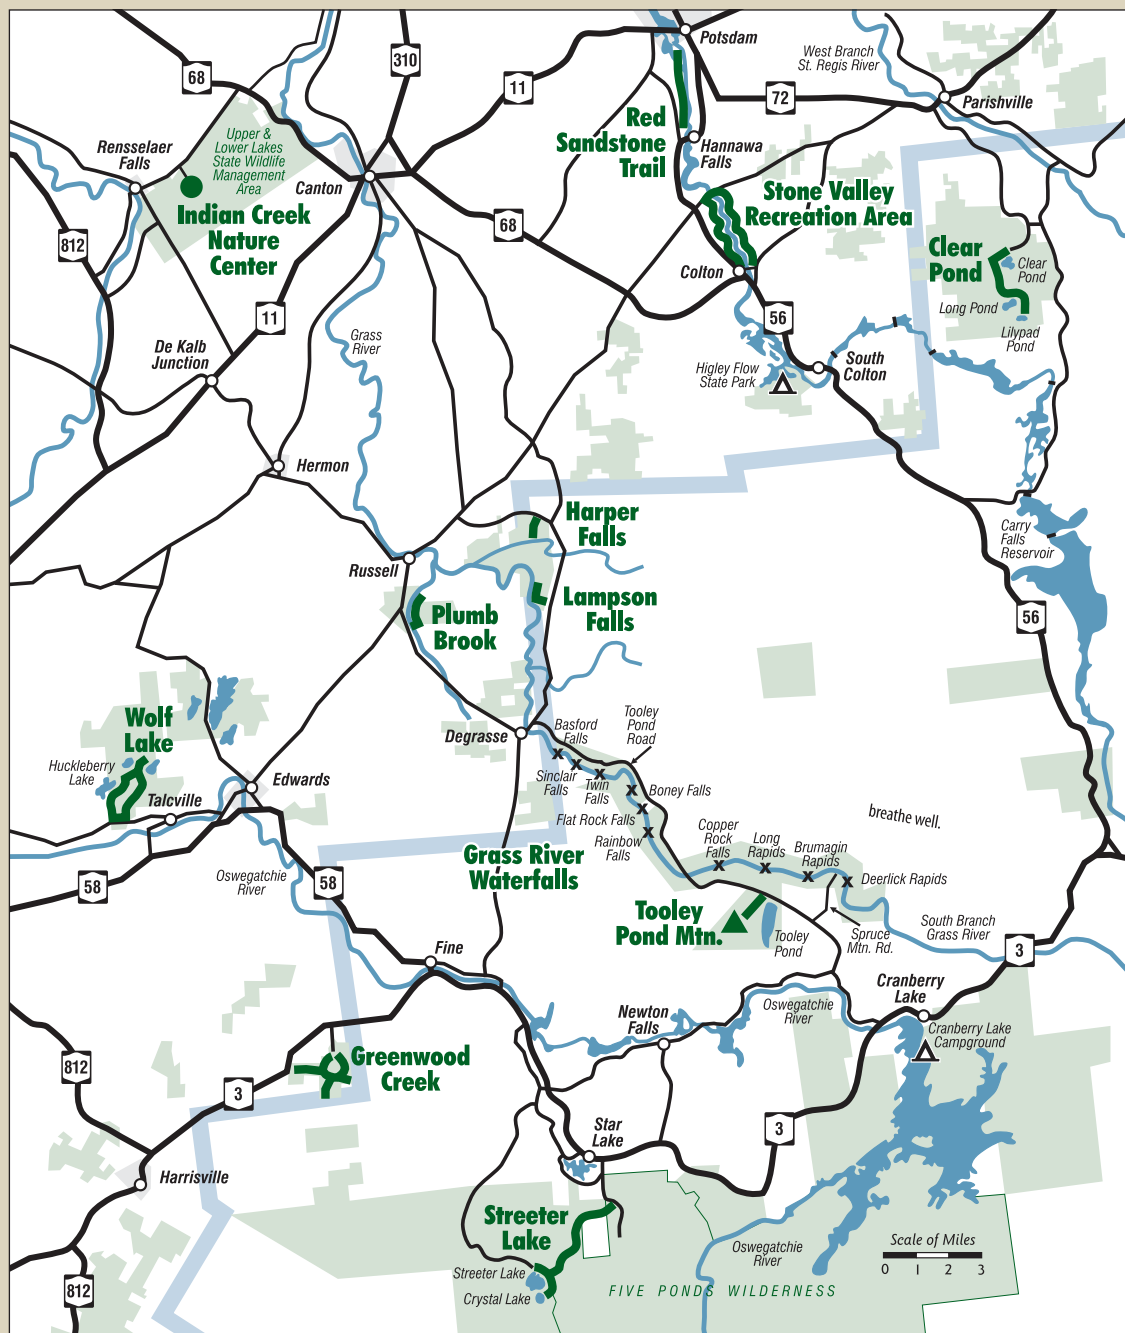 Potsdam
310
68
11
72
West Branch
St. Regis River
Parishville
Rensselaer
Falls
Upper &
Lower Lakes
State Wildlife
Management
Area
Red
Sandstone
Trail
Hannawa
Falls
Canton
Indian Creek
Nature
Center
812
68
Stone Valley
Recreation Area
Clear
Pond
Clear
Pond
Colton
Long Pond
Lilypad
Pond
11
56
Grass
River
De Kalb
Junction
Higley Flow
State Park
South
Colton
Hermon
Harper
Falls
Carry
Falls
Reservoir
Russell
Lampson
Falls
Plumb
Brook
56
Wolf
Lake
Huckleberry
Lake
Talcville
Edwards
Degrasse
Basford
Falls
Tooley
Pond
Road
Sinclair
Falls
Twin
Falls
Boney Falls
Flat Rock Falls
Rainbow
Falls
breathe well.
Copper
Rock
Falls
Long
Rapids
Brumagin
Rapids
Deerlick Rapids
Grass River
Waterfalls
58
Oswegatchie
River
58
Tooley
Pond Mtn.
Tooley
Pond
Spruce
Mtn. Rd.
South Branch
Grass River
3
Fine
Cranberry
Lake
Newton
Falls
Oswegatchie
River
Cranberry Lake
Campground
812
Greenwood
Creek
3
Star
Lake
3
Harrisville
Streeter
Lake
Oswegatchie
River
Scale of Miles
0 1 2 3
Streeter Lake
Crystal Lake
FIVE PONDS WILDERNESS
812
X
X
X
X
X
X
X
X
X
X